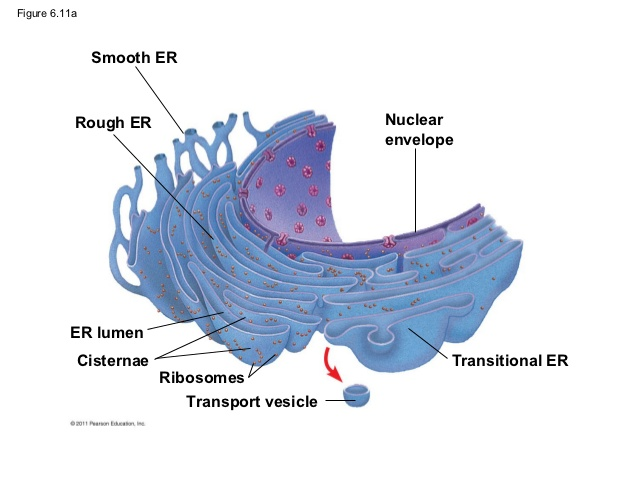 Figure 6.11a
Smooth ER
Rough ER
Nuclear
envelope
ER lumen
Cisternae
Ribosomes
Transitional ER
Transport vesicle
© 2011 Pearson Education, Inc.